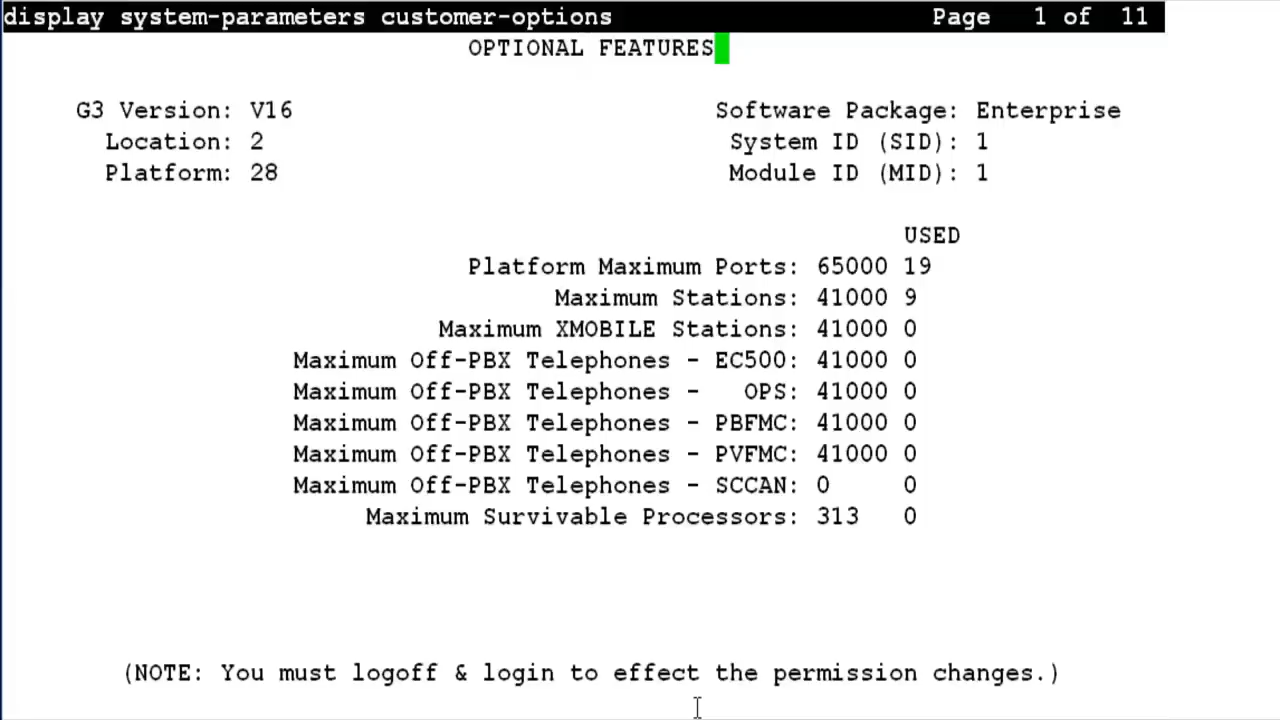 display system-parameters customer-options Page 1 of 11
OPTIONAL FEATURES
G3 Version: V16 Software Package: Enterprise
Location: 2 System ID (SID): 1
Platform: 28 Module ID (MID): 1
USED
Platform Maximum Ports: 65000 19
Maximum Stations: 41000 9
Maximum XMOBILE Stations: 41000 0
Maximum Off-PBX Telephones - EC500: 41000 0
Maximum Off-PBX Telephones - OPS: 41000 0
Maximum Off-PBX Telephones - PBFMC: 41000 0
Maximum Off-PBX Telephones - PVFMC: 41000 0
Maximum Off-PBX Telephones - SCCAN: 0 0
Maximum Survivable Processors: 313 0
(NOTE: You must logoff & login to effect the permission changes.)